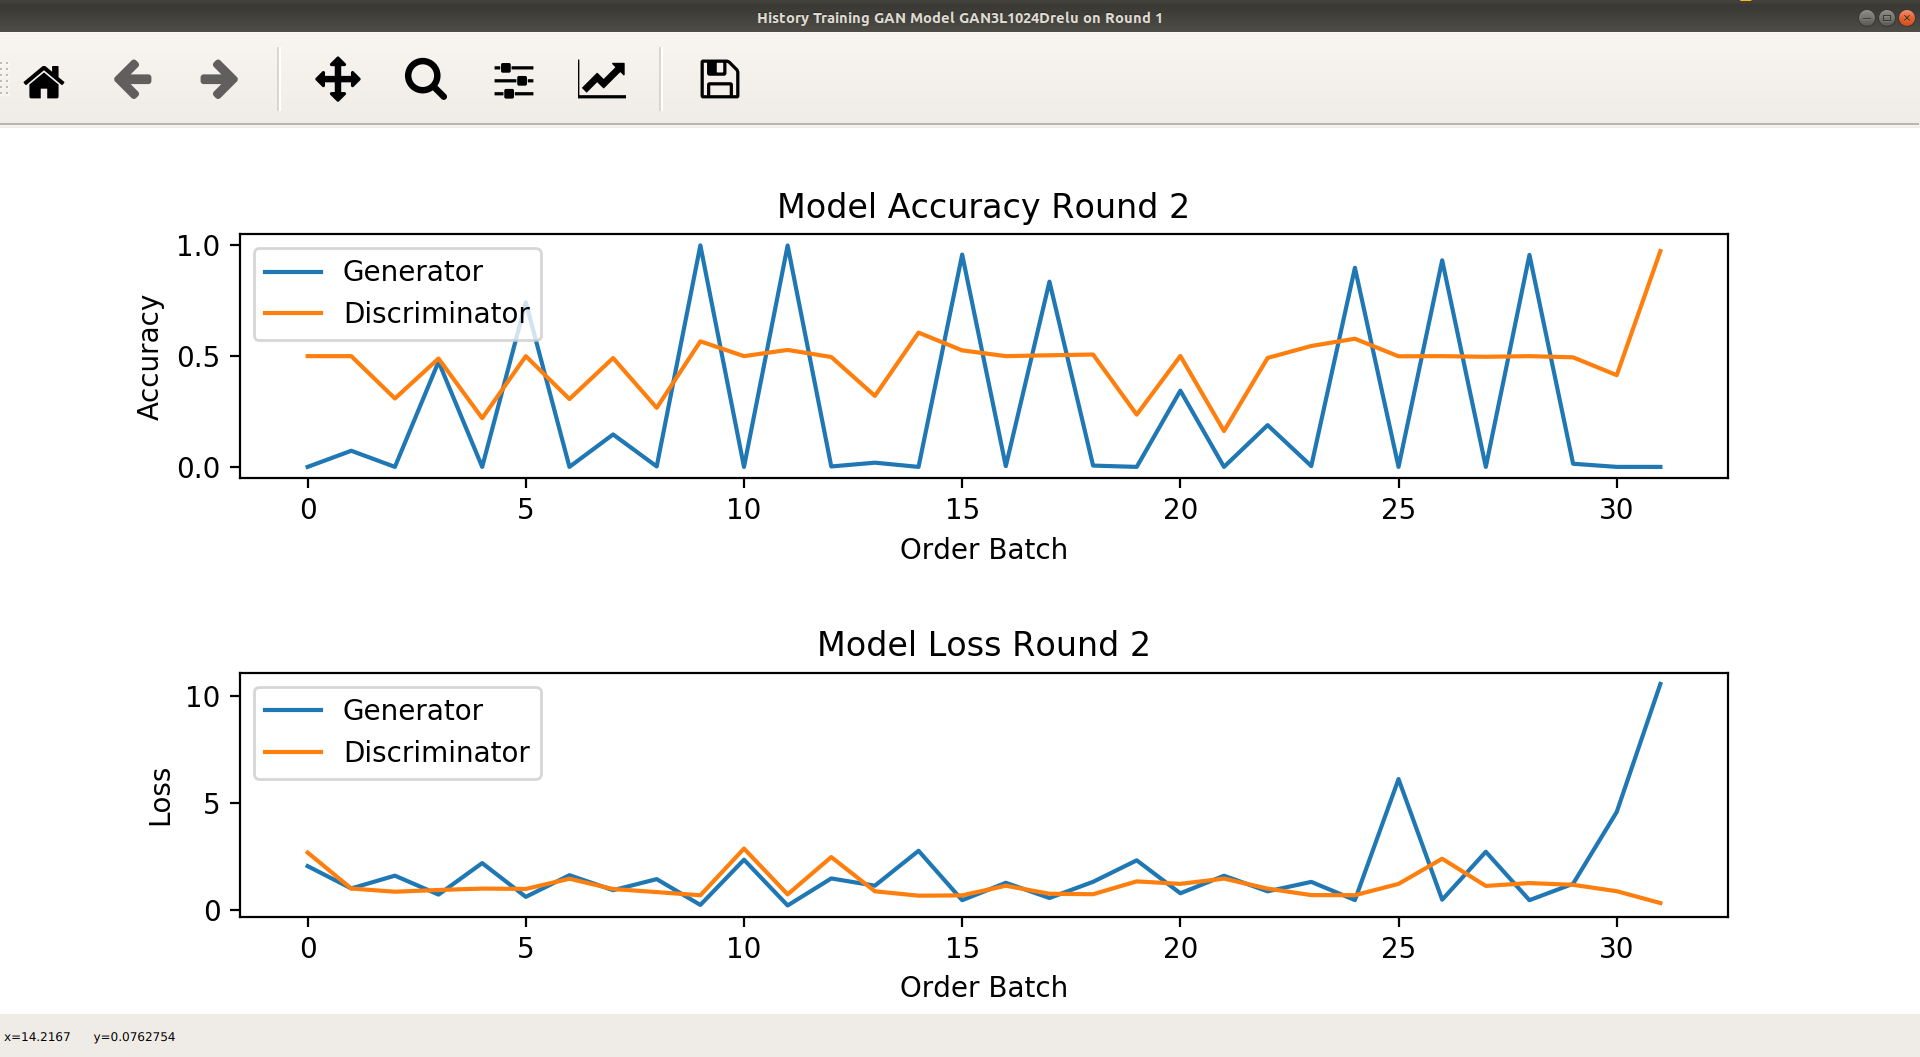 History Training GAN Model GAN3L1024Drelu on Round 1
Model Accuracy Round 2
1.0
0.5
0.0
Accuracy
Generator
Discriminator
0 5 10 15 20 25 30
Order Batch
Model Loss Round 2
10
5
0
Loss
Generator
Discriminator
0 5 10 15 20 25 30
Order Batch
x=14.2167 y=0.0762754